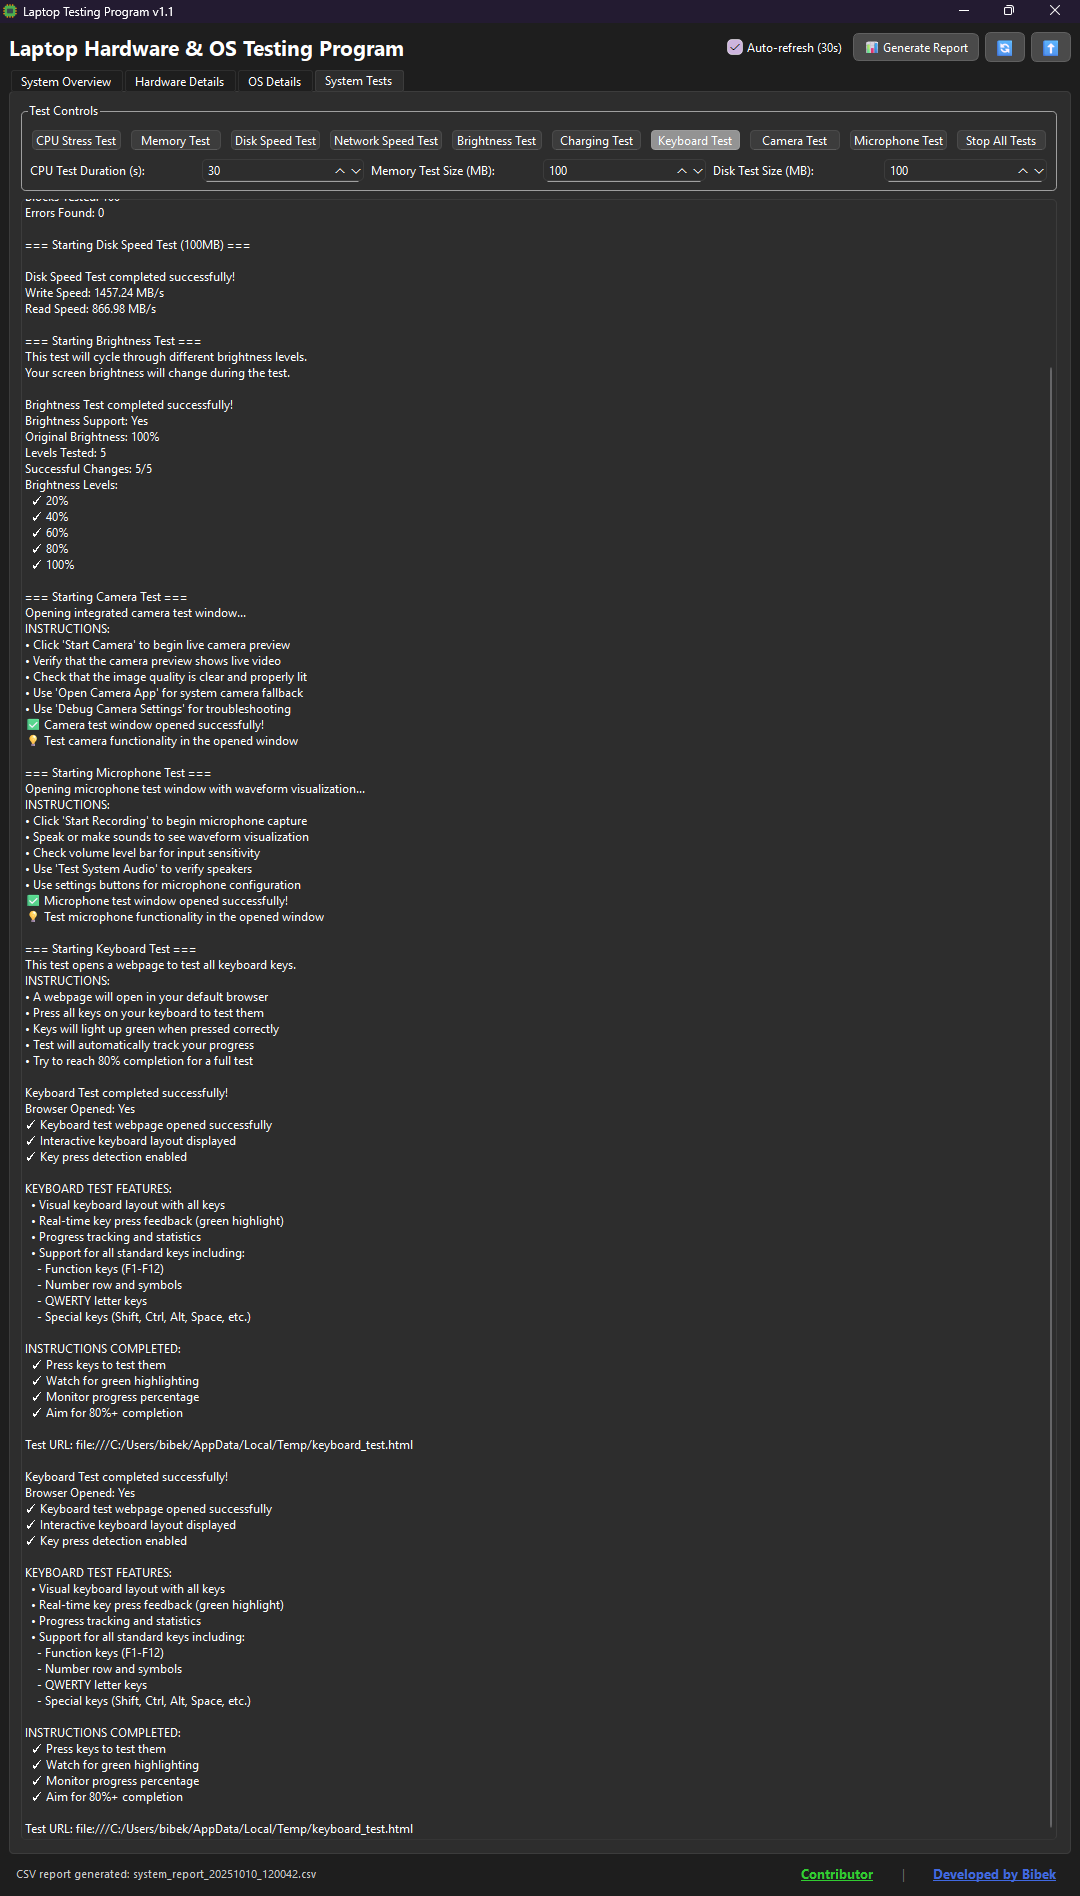 Laptop Testing Program v1.1
Laptop Hardware & OS Testing Program
Auto-refresh (30s)
Generate Report
System Overview
Hardware Details
OS Details
System Tests
Test Controls
CPU Stress Test
Memory Test
Disk Speed Test
Network Speed Test
Brightness Test
Charging Test
Keyboard Test
Camera Test
Microphone Test
Stop All Tests
CPU Test Duration (s):
30
Memory Test Size (MB):
100
Disk Test Size (MB):
100
Blocks Tested: 100
Errors Found: 0
=== Starting Disk Speed Test (100MB) ===
Disk Speed Test completed successfully!
Write Speed: 1457.24 MB/s
Read Speed: 866.98 MB/s
=== Starting Brightness Test ===
This test will cycle through different brightness levels.
Your screen brightness will change during the test.
Brightness Test completed successfully!
Brightness Support: Yes
Original Brightness: 100%
Levels Tested: 5
Successful Changes: 5/5
Brightness Levels:
✓ 20%
✓ 40%
✓ 60%
✓ 80%
✓ 100%
=== Starting Camera Test ===
Opening integrated camera test window...
INSTRUCTIONS:
• Click 'Start Camera' to begin live camera preview
• Verify that the camera preview shows live video
• Check that the image quality is clear and properly lit
• Use 'Open Camera App' for system camera fallback
• Use 'Debug Camera Settings' for troubleshooting
✅ Camera test window opened successfully!
💡 Test camera functionality in the opened window
=== Starting Microphone Test ===
Opening microphone test window with waveform visualization...
INSTRUCTIONS:
• Click 'Start Recording' to begin microphone capture
• Speak or make sounds to see waveform visualization
• Check volume level bar for input sensitivity
• Use 'Test System Audio' to verify speakers
• Use settings buttons for microphone configuration
✅ Microphone test window opened successfully!
💡 Test microphone functionality in the opened window
=== Starting Keyboard Test ===
This test opens a webpage to test all keyboard keys.
INSTRUCTIONS:
• A webpage will open in your default browser
• Press all keys on your keyboard to test them
• Keys will light up green when pressed correctly
• Test will automatically track your progress
• Try to reach 80% completion for a full test
Keyboard Test completed successfully!
Browser Opened: Yes
✓ Keyboard test webpage opened successfully
✓ Interactive keyboard layout displayed
✓ Key press detection enabled
KEYBOARD TEST FEATURES:
• Visual keyboard layout with all keys
• Real-time key press feedback (green highlight)
• Progress tracking and statistics
• Support for all standard keys including:
- Function keys (F1-F12)
- Number row and symbols
- QWERTY letter keys
- Special keys (Shift, Ctrl, Alt, Space, etc.)
INSTRUCTIONS COMPLETED:
✓ Press keys to test them
✓ Watch for green highlighting
✓ Monitor progress percentage
✓ Aim for 80%+ completion
Test URL: file:///C:/Users/bibek/AppData/Local/Temp/keyboard_test.html
Keyboard Test completed successfully!
Browser Opened: Yes
✓ Keyboard test webpage opened successfully
✓ Interactive keyboard layout displayed
✓ Key press detection enabled
KEYBOARD TEST FEATURES:
• Visual keyboard layout with all keys
• Real-time key press feedback (green highlight)
• Progress tracking and statistics
• Support for all standard keys including:
- Function keys (F1-F12)
- Number row and symbols
- QWERTY letter keys
- Special keys (Shift, Ctrl, Alt, Space, etc.)
INSTRUCTIONS COMPLETED:
✓ Press keys to test them
✓ Watch for green highlighting
✓ Monitor progress percentage
✓ Aim for 80%+ completion
Test URL: file:///C:/Users/bibek/AppData/Local/Temp/keyboard_test.html
CSV report generated: system_report_20251010_120042.csv
Contributor | Developed by Bibek